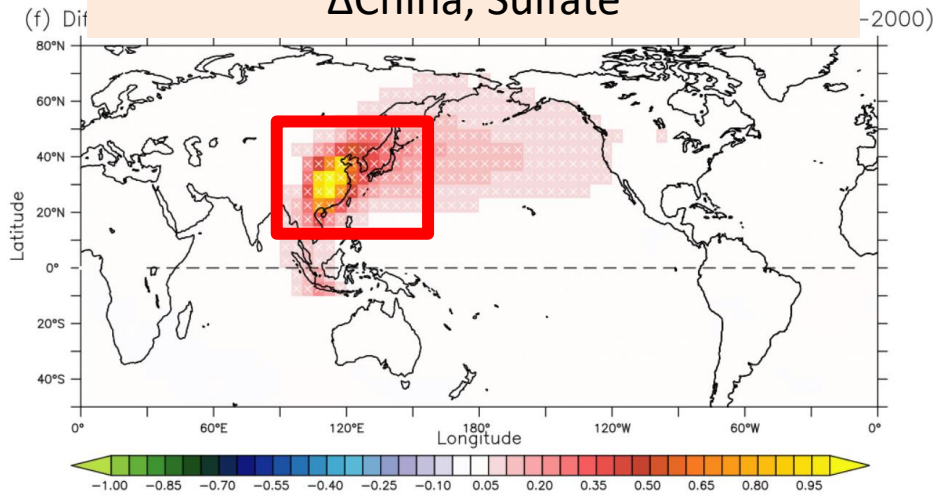 ΔChina, Sulfate
(f) Dif
-2000)
80°N
60°N
40°N
20°N
0°
20°S
40°S
Latitude
0° 60°E 120°E 180° 120°W 60°W 0°
Longitude
-1.00 -0.85 -0.70 -0.55 -0.40 -0.25 -0.10 0.05 0.20 0.35 0.50 0.65 0.80 0.95